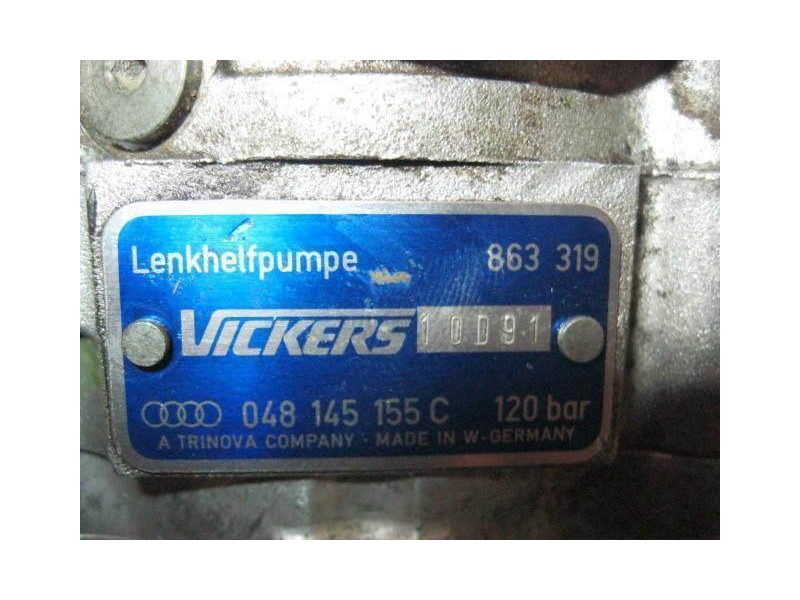 Lenkhelfpumpe 863 319
VICKERS 10D91
048 145 155 C 120 bar
A TRINOVA COMPANY · MADE IN W-GERMANY